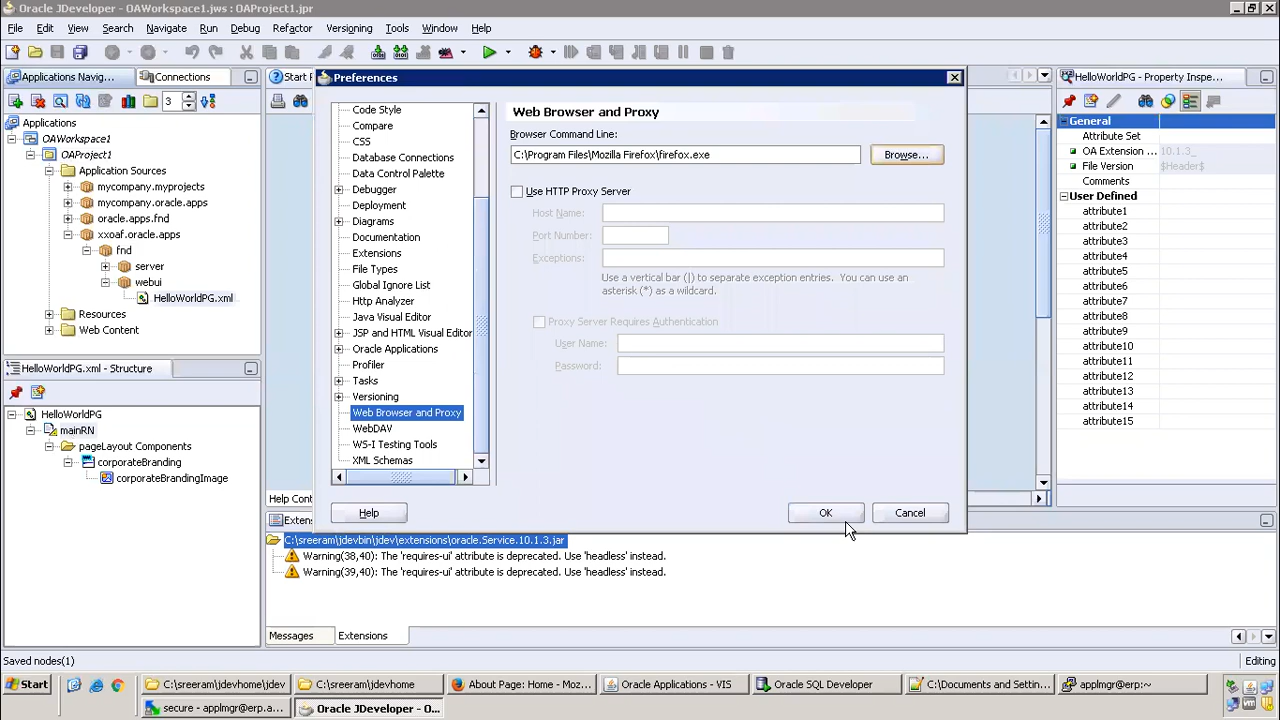 Oracle JDeveloper - OAWorkspace1.jws : OAProject1.jpr
File Edit View Search Navigate Run Debug Refactor Versioning Tools Window Help
Applications Navig... Connections
3
Applications
OAWorkspace1
OAProject1
Application Sources
mycompany.myprojects
mycompany.oracle.apps
oracle.apps.fnd
xxoaf.oracle.apps
fnd
server
webui
HelloWorldPG.xml
Resources
Web Content
HelloWorldPG.xml - Structure
HelloWorldPG
mainRN
pageLayout Components
corporateBranding
corporateBrandingImage
Start
Preferences
Code Style
Compare
CSS
Database Connections
Data Control Palette
Debugger
Deployment
Diagrams
Documentation
Extensions
File Types
Global Ignore List
Http Analyzer
Java Visual Editor
JSP and HTML Visual Editor
Oracle Applications
Profiler
Tasks
Versioning
Web Browser and Proxy
WebDAV
WS-I Testing Tools
XML Schemas
Web Browser and Proxy
Browser Command Line:
C:\Program Files\Mozilla Firefox\firefox.exe
Browse...
Use HTTP Proxy Server
Host Name:
Port Number:
Exceptions:
Use a vertical bar (|) to separate exception entries. You can use an
asterisk (*) as a wildcard.
Proxy Server Requires Authentication
User Name:
Password:
Help OK Cancel
HelloWorldPG - Property Inspe...
General
Attribute Set
OA Extension ... 10.1.3_
File Version $Header$
Comments
User Defined
attribute1
attribute2
attribute3
attribute4
attribute5
attribute6
attribute7
attribute8
attribute9
attribute10
attribute11
attribute12
attribute13
attribute14
attribute15
Help Cont
Extens
C:\sreeram\jdevbin\jdev\extensions\oracle.Service.10.1.3.jar
Warning(38,40): The 'requires-ui' attribute is deprecated. Use 'headless' instead.
Warning(39,40): The 'requires-ui' attribute is deprecated. Use 'headless' instead.
Messages Extensions
Saved nodes(1) Editing
Start C:\sreeram\jdevhome\jdev C:\sreeram\jdevhome About Page: Home - Moz... Oracle Applications - VIS Oracle SQL Developer C:\Documents and Settin... applmgr@erp:~
secure - applmgr@erp.a... Oracle JDeveloper - O...